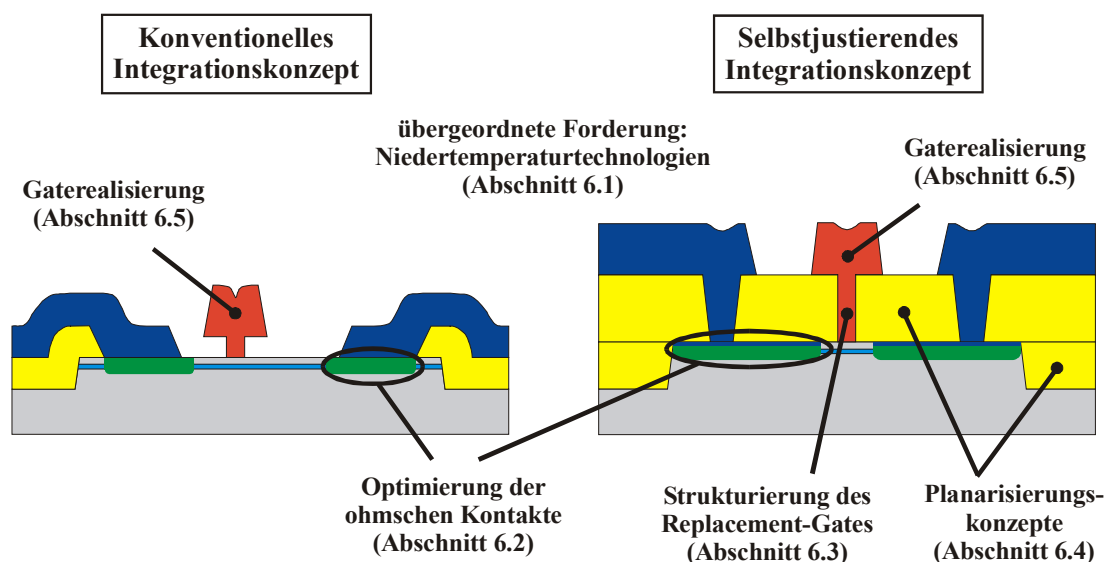 Konventionelles
Integrationskonzept
Selbstjustierendes
Integrationskonzept
übergeordnete Forderung:
Niedertemperaturtechnologien
(Abschnitt 6.1)
Gaterealisierung
(Abschnitt 6.5)
Gaterealisierung
(Abschnitt 6.5)
Optimierung der
ohmschen Kontakte
(Abschnitt 6.2)
Strukturierung des
Replacement-Gates
(Abschnitt 6.3)
Planarisierungs-
konzepte
(Abschnitt 6.4)